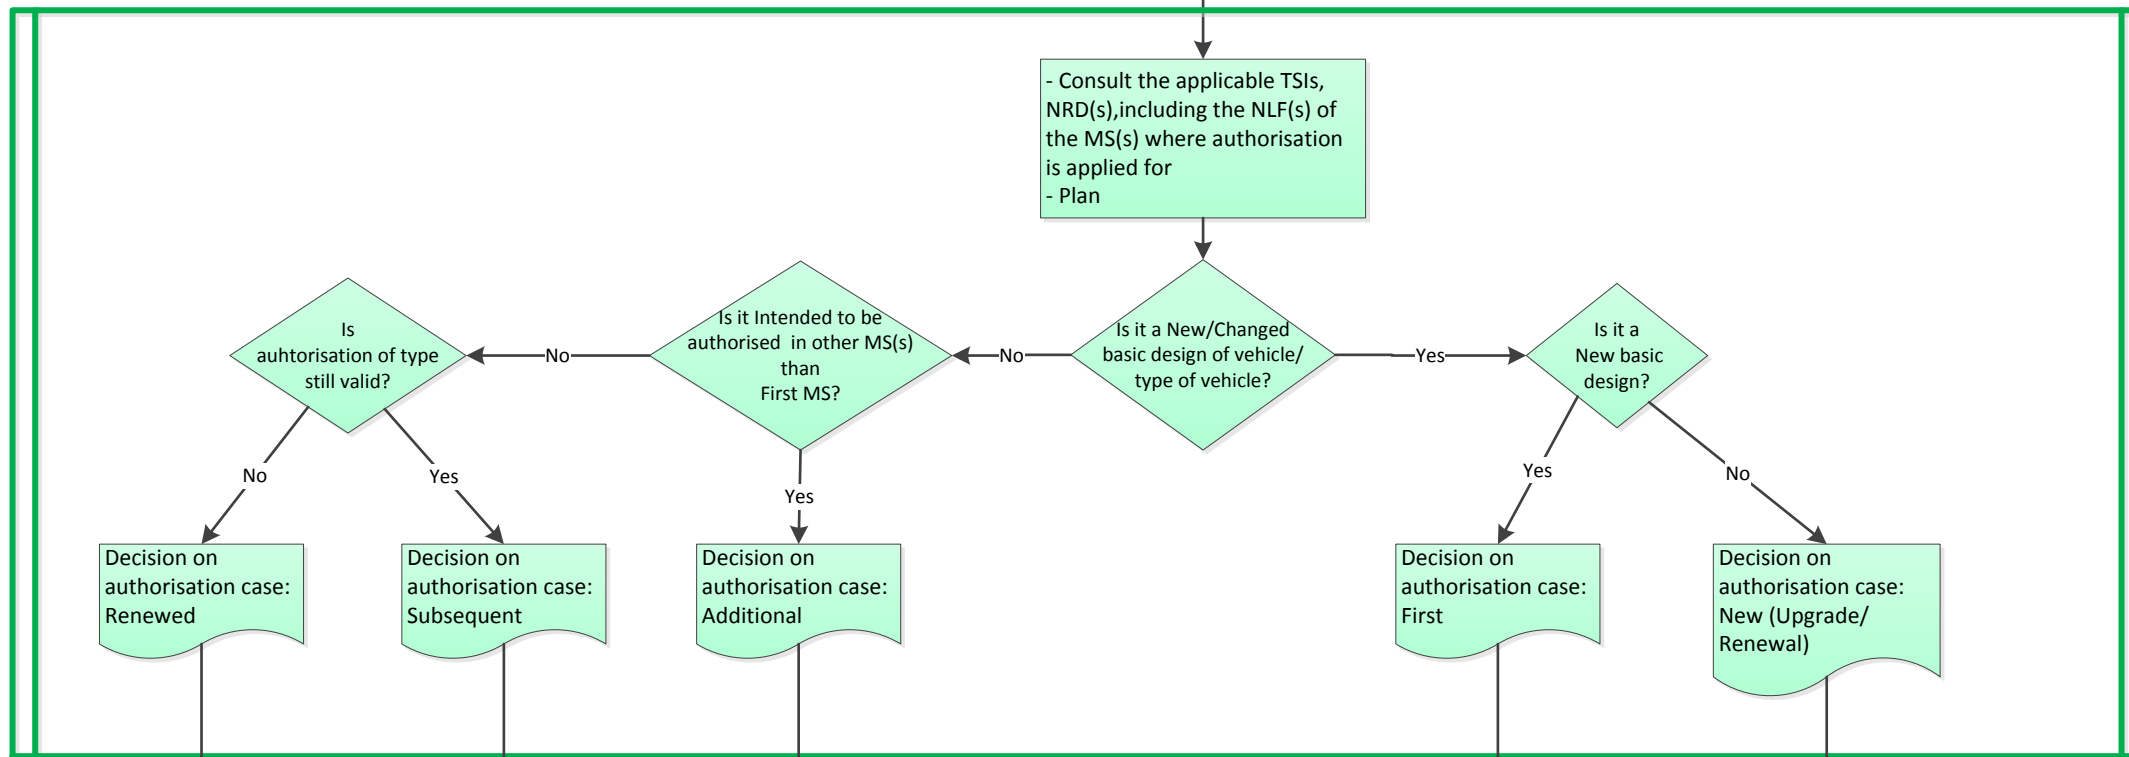 - Consult the applicable TSIs,
NRD(s),including the NLF(s) of
the MS(s) where authorisation
is applied for
- Plan
Is
auhtorisation of type
still valid?
No
Is it Intended to be
authorised in other MS(s)
than
First MS?
No
Is it a New/Changed
basic design of vehicle/
type of vehicle?
Yes
Is it a
New basic
design?
No
Yes
Yes
Yes
No
Decision on
authorisation case:
Renewed
Decision on
authorisation case:
Subsequent
Decision on
authorisation case:
Additional
Decision on
authorisation case:
First
Decision on
authorisation case:
New (Upgrade/
Renewal)